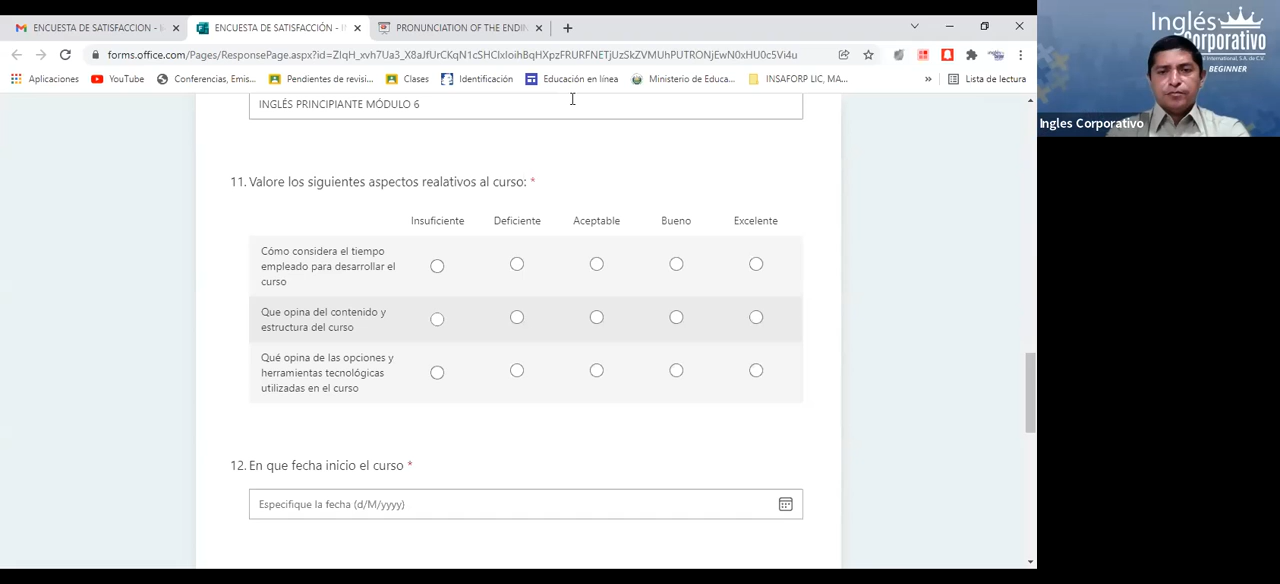 ENCUESTA DE SATISFACCION -
ENCUESTA DE SATISFACCIÓN -
PRONUNCIATION OF THE ENDIN
forms.office.com/Pages/ResponsePage.aspx?id=
Aplicaciones
YouTube
Conferencias, Emis...
Pendientes de revisi...
Clases
Identificación
Educación en línea
Ministerio de Educa...
INSAFORP LIC, MA...
»
Lista de lectura
INGLÉS PRINCIPIANTE MÓDULO 6
11. Valore los siguientes aspectos realativos al curso: *
Insuficiente Deficiente Aceptable Bueno Excelente
Cómo considera el tiempo
empleado para desarrollar el
curso
Que opina del contenido y
estructura del curso
Qué opina de las opciones y
herramientas tecnológicas
utilizadas en el curso
12. En que fecha inicio el curso *
Especifique la fecha (d/M/yyyy)
Inglés
Corporativo
International, S.A. de C.V.
BEGINNER
Ingles Corporativo